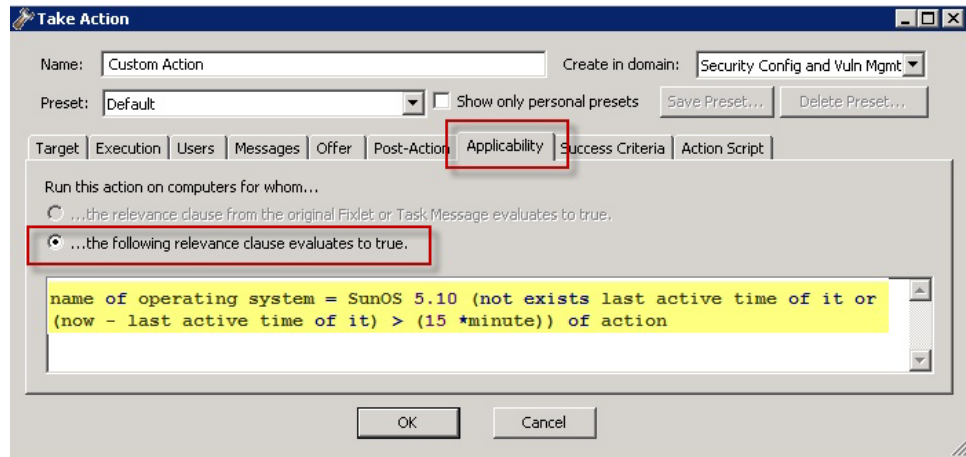 Take Action
Name: Custom Action Create in domain: Security Config and Vuln Mgmt
Preset: Default Show only personal presets Save Preset... Delete Preset...
Target Execution Users Messages Offer Post-Action Applicability Success Criteria Action Script
Run this action on computers for whom...
...the relevance clause from the original Fixlet or Task Message evaluates to true.
...the following relevance clause evaluates to true.
name of operating system = SunOS 5.10 (not exists last active time of it or
(now - last active time of it) > (15 *minute)) of action
OK Cancel